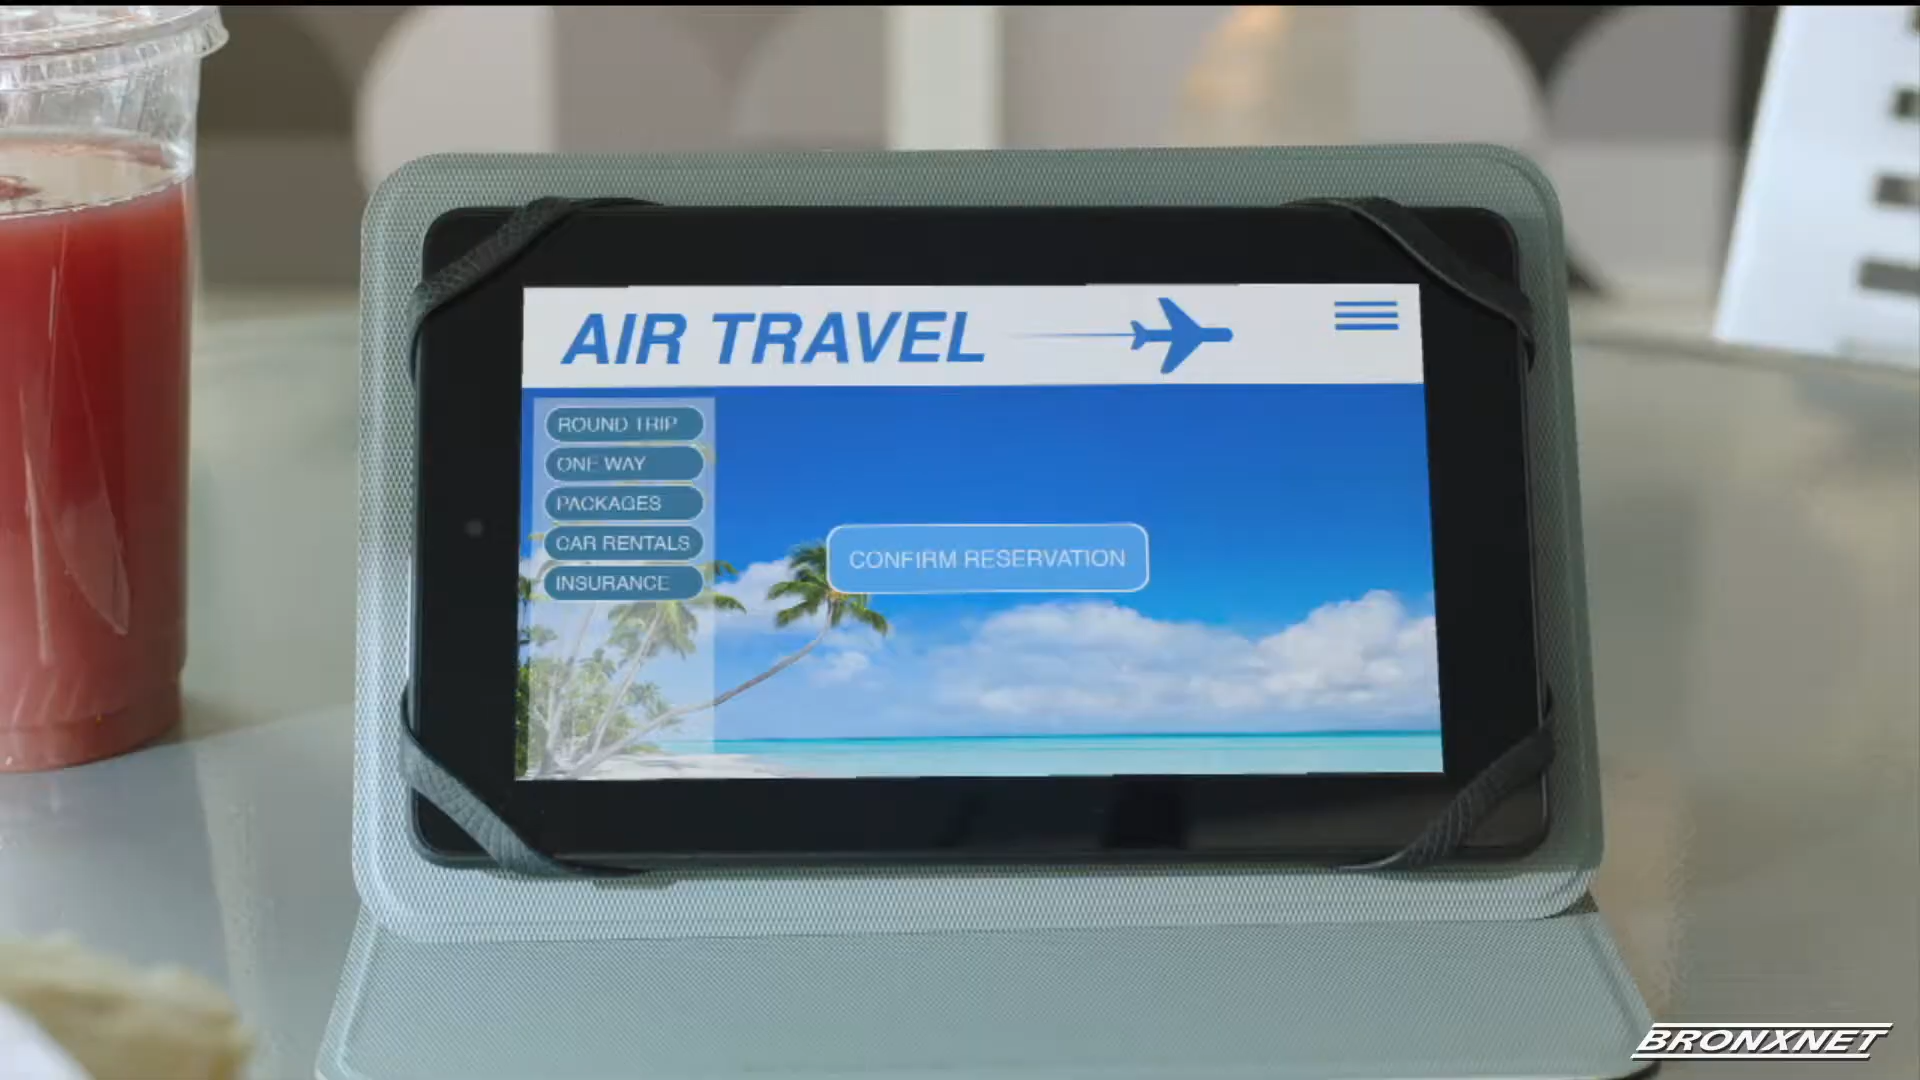 AIR TRAVEL
ROUND TRIP
ONE WAY
PACKAGES
CAR RENTALS
INSURANCE
CONFIRM RESERVATION
BRONXNET